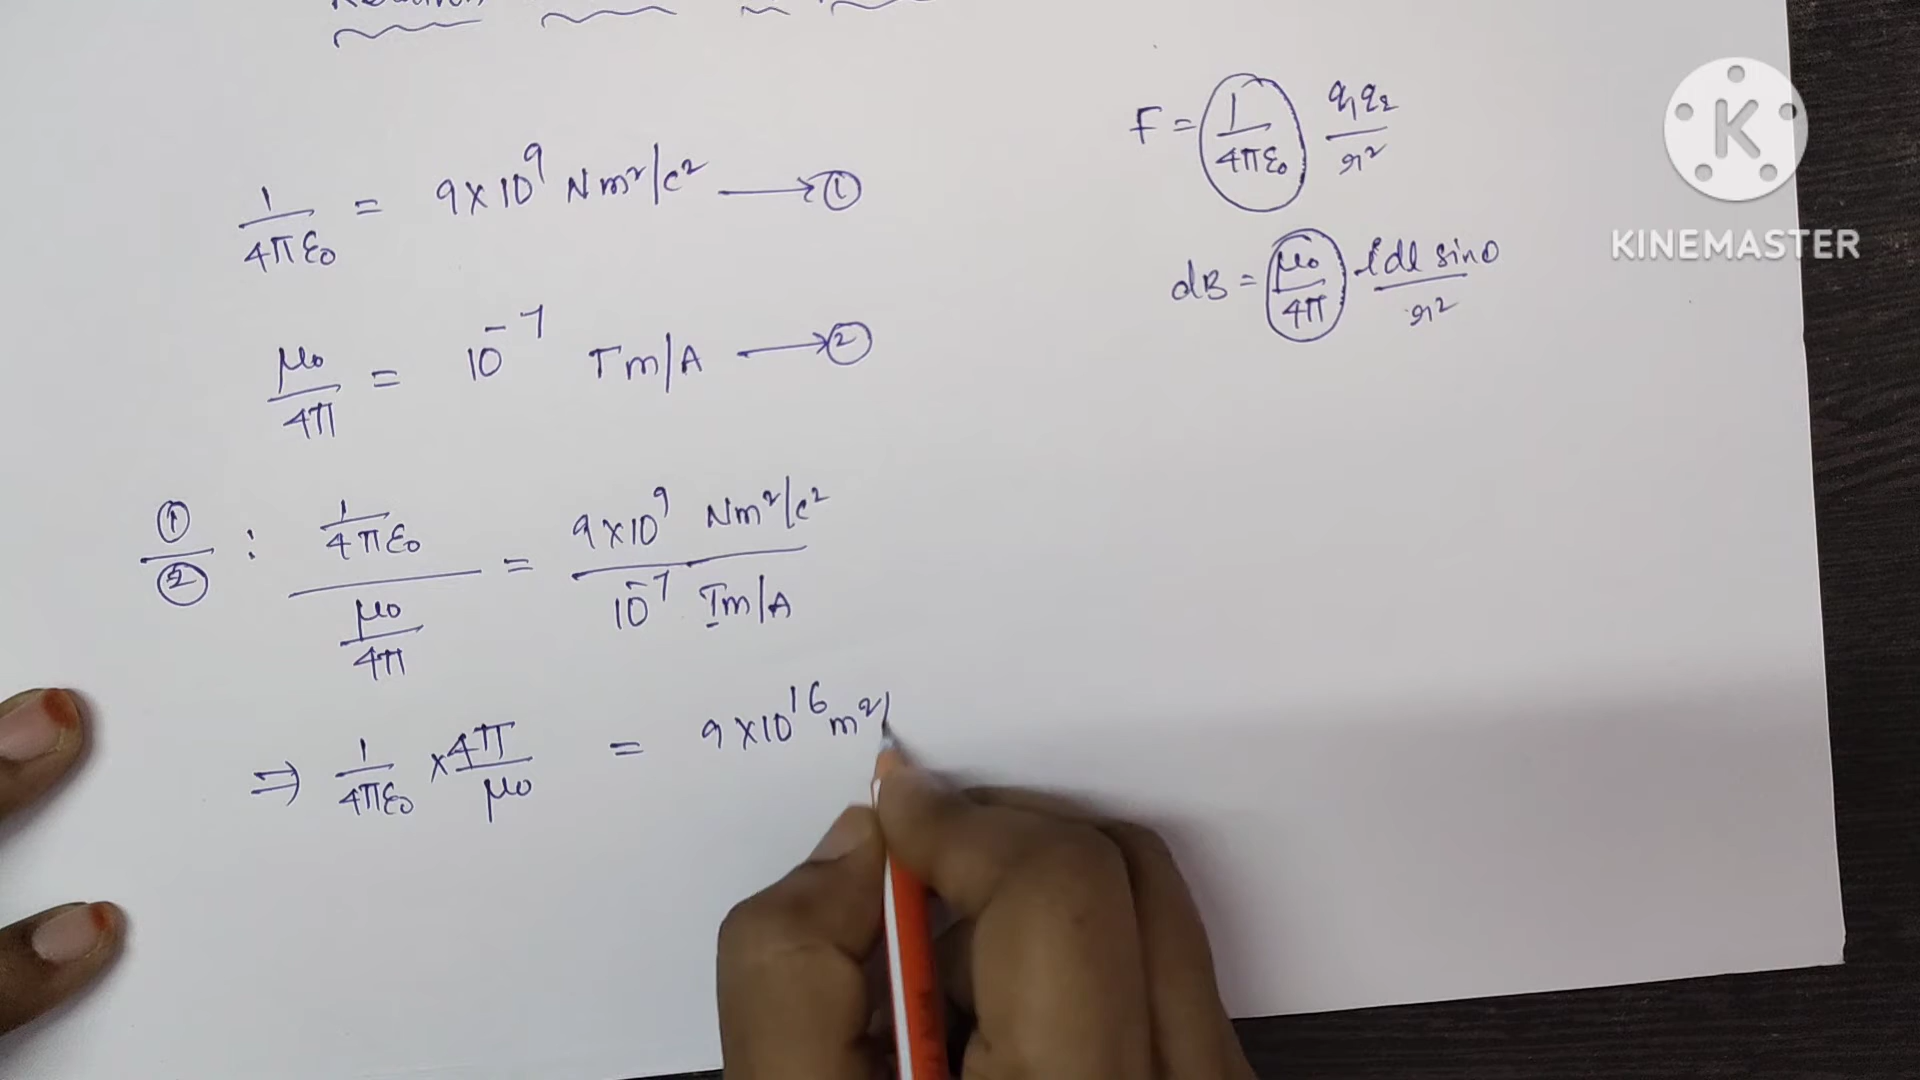 1/4πε₀ = 9×10⁹ Nm²/c² ⟶ ①
μ₀/4π = 10⁻⁷ Tm/A ⟶ ②
①/② : (1/4πε₀)/(μ₀/4π) = 9×10⁹ Nm²/c² / 10⁻⁷ Tm/A
⇒ 1/4πε₀ × 4π/μ₀ = 9×10¹⁶ m²/
F = 1/4πε₀ q₁q₂/r²
dB = μ₀/4π idl sinθ/r²
KINEMASTER